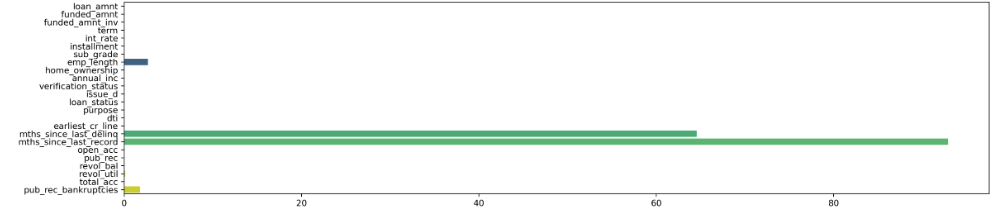 loan_amnt
funded_amnt
funded_amnt_inv
term
int_rate
installment
sub_grade
emp_length
home_ownership
annual_inc
verification_status
issue_d
loan_status
purpose
dti
earliest_cr_line
mths_since_last_delinq
mths_since_last_record
open_acc
pub_rec
revol_bal
revol_util
total_acc
pub_rec_bankruptcies
0 20 40 60 80